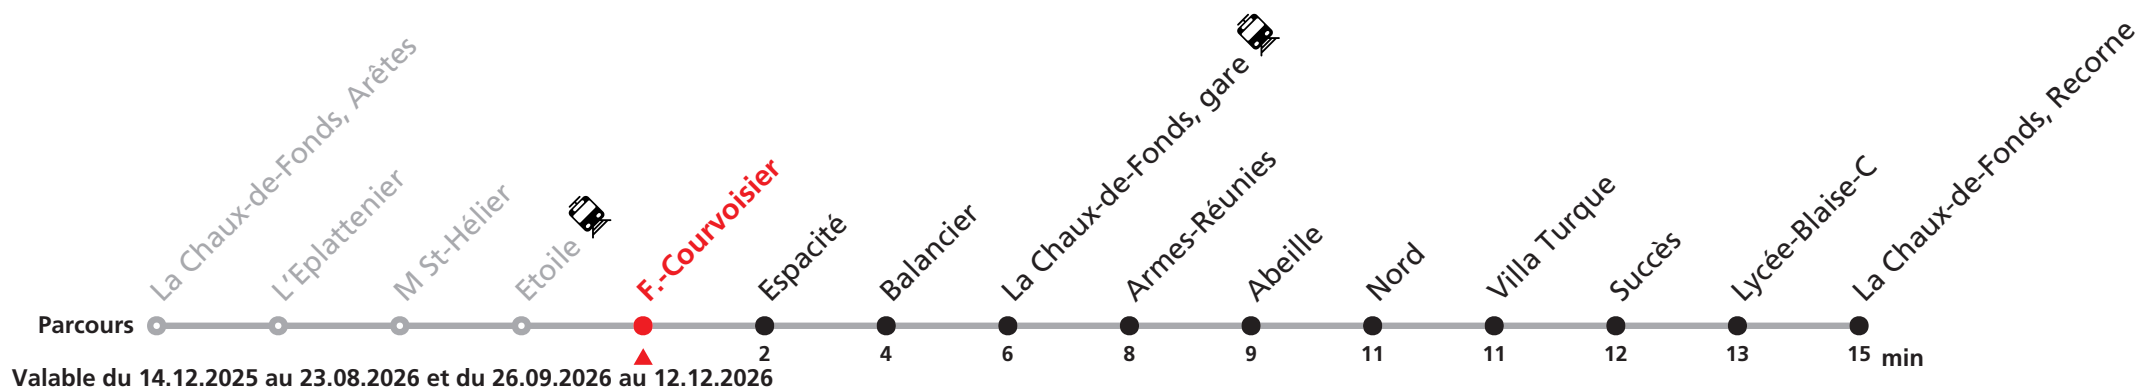 La Chaux-de-Fonds, Arêtes
L'Eplattenier
M St-Hélier
Etoile
F.-Courvoisier
Espacité
Balancier
La Chaux-de-Fonds, gare
Armes-Réunies
Abeille
Nord
Villa Turque
Succès
Lycée-Blaise-C
La Chaux-de-Fonds, Recorne
Parcours
2 4 6 8 9 11 11 12 13 15 min
Valable du 14.12.2025 au 23.08.2026 et du 26.09.2026 au 12.12.2026